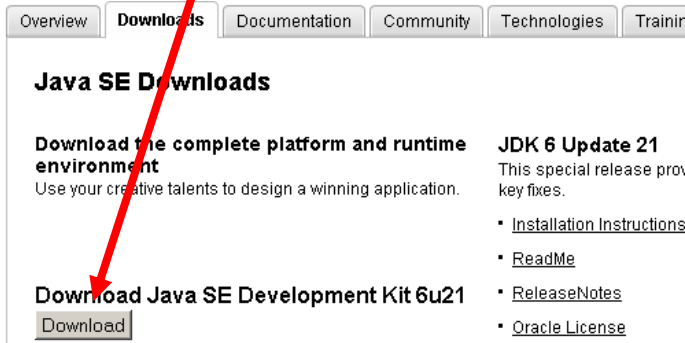 Overview Downloads Documentation Community Technologies
Java SE Downloads
Download the complete platform and runtime
environment
Use your creative talents to design a winning application.
JDK 6 Update 21
This special release
key fixes.
Installation Instructions
ReadMe
ReleaseNotes
Oracle License
Download Java SE Development Kit 6u21
Download